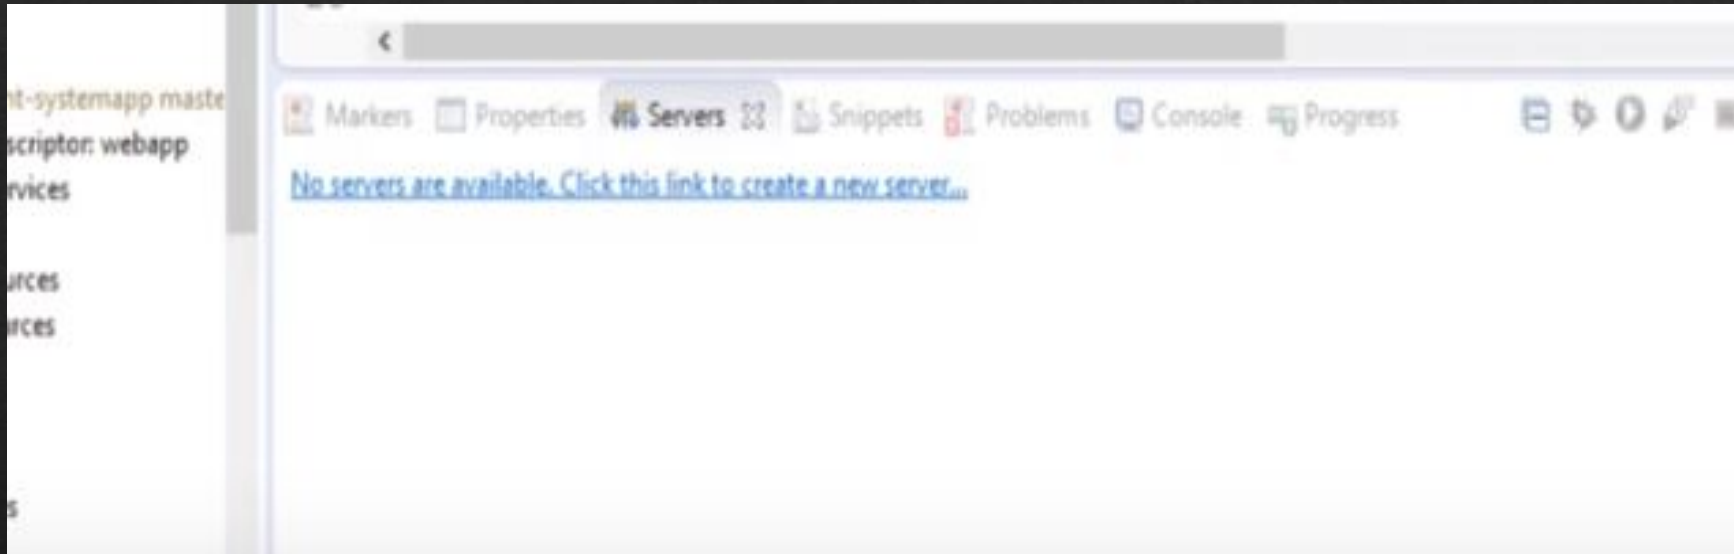 nt-systemapp maste
scriptor: webapp
rvices
urces
urces
s
Markers Properties Servers Snippets Problems Console Progress
No servers are available. Click this link to create a new server...